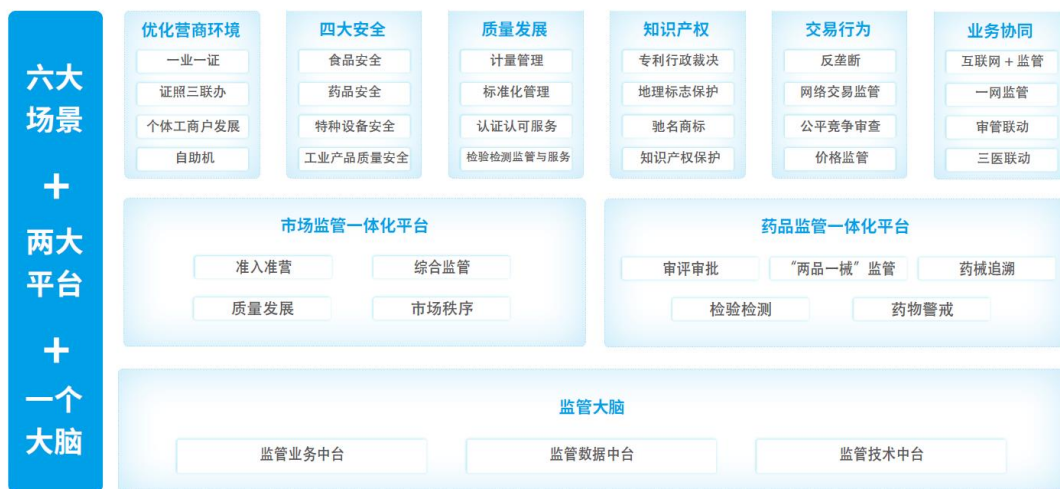 六大
场景
+
两大
平台
+
一个
大脑
优化营商环境
一业一证
证照三联办
个体工商户发展
自助机
四大安全
食品安全
药品安全
特种设备安全
工业产品质量安全
质量发展
计量管理
标准化管理
认证认可服务
检验检测监管与服务
知识产权
专利行政裁决
地理标志保护
驰名商标
知识产权保护
交易行为
反垄断
网络交易监管
公平竞争审查
价格监管
业务协同
互联网+监管
一网监管
审管联动
三医联动
市场监管一体化平台
准入准营
综合监管
质量发展
市场秩序
药品监管一体化平台
审评审批
“两品一械”监管
药械追溯
检验检测
药物警戒
监管大脑
监管业务中台
监管数据中台
监管技术中台